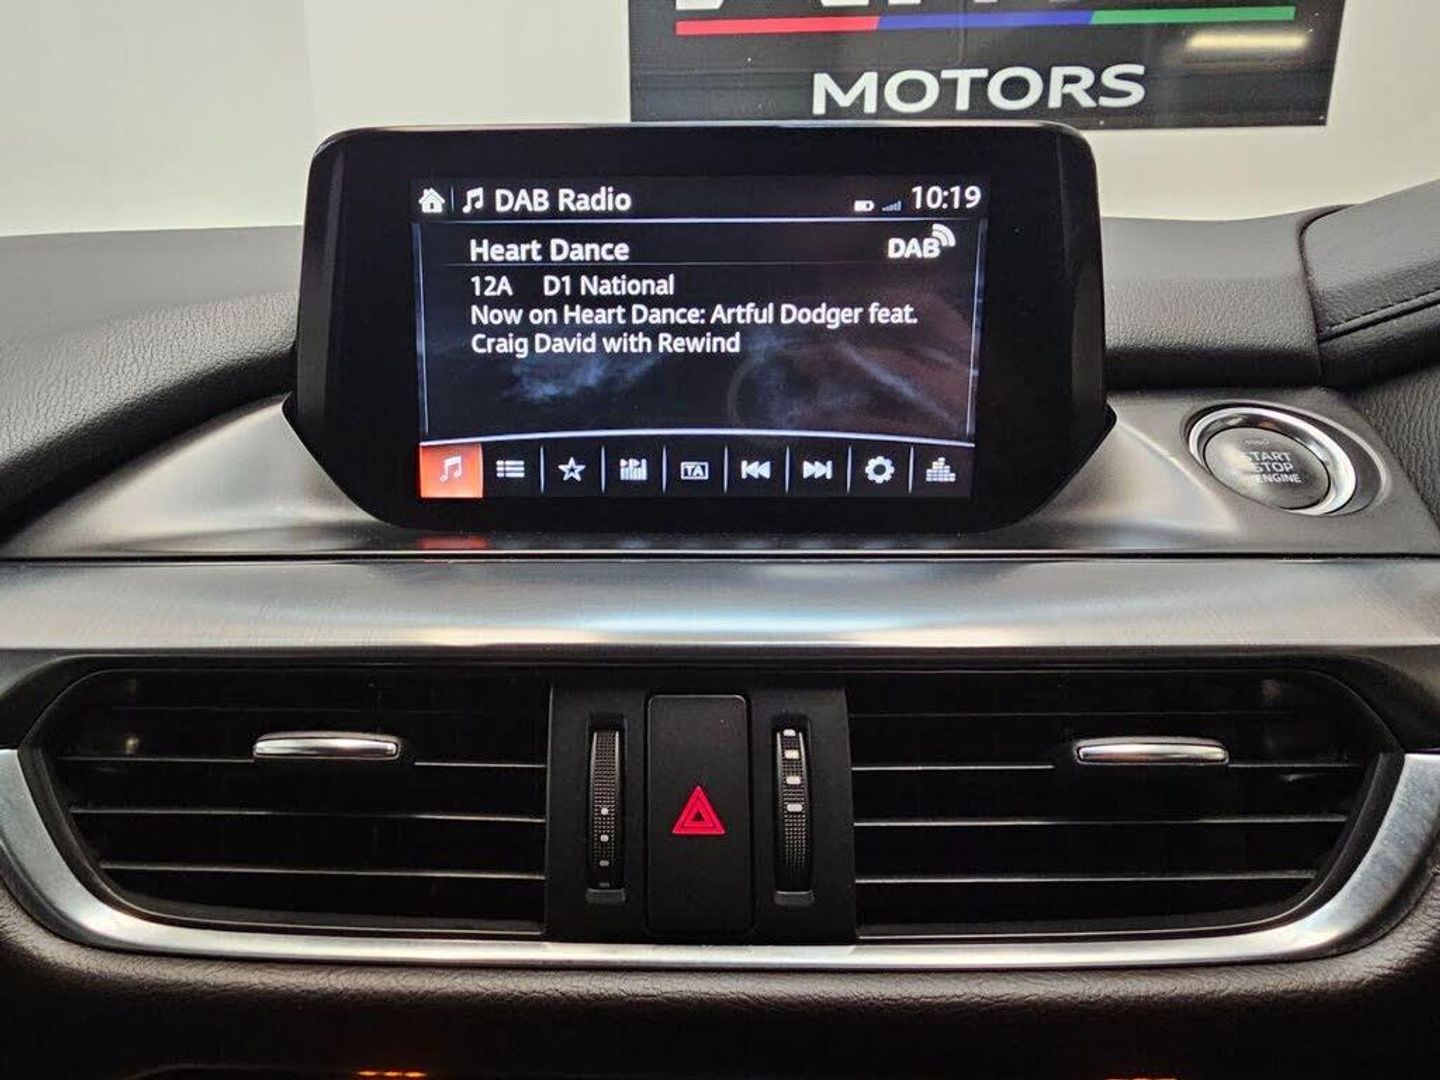 MOTORS
DAB Radio 10:19
Heart Dance DAB
12A D1 National
Now on Heart Dance: Artful Dodger feat.
Craig David with Rewind
TA
START
STOP
ENGINE